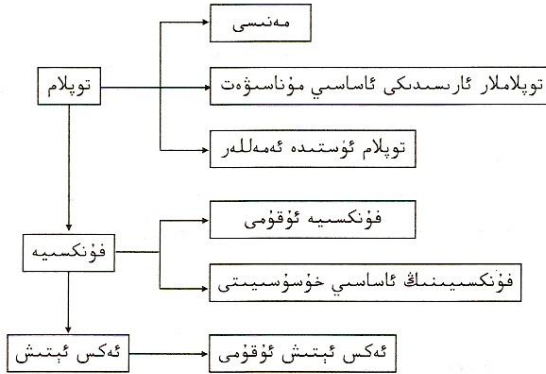 مەنىسى
توپلام
توپلاملار ئارىسىدىكى ئاساسىي مۇناسىۋەت
توپلام ئۈستىدە ئەمەللەر
فۇنكسىيە ئۇقۇمى
فۇنكسىيە
فۇنكسىيىنىڭ ئاساسىي خۇسۇسىيىتى
ئەكس ئېتىش
ئەكس ئېتىش ئۇقۇمى